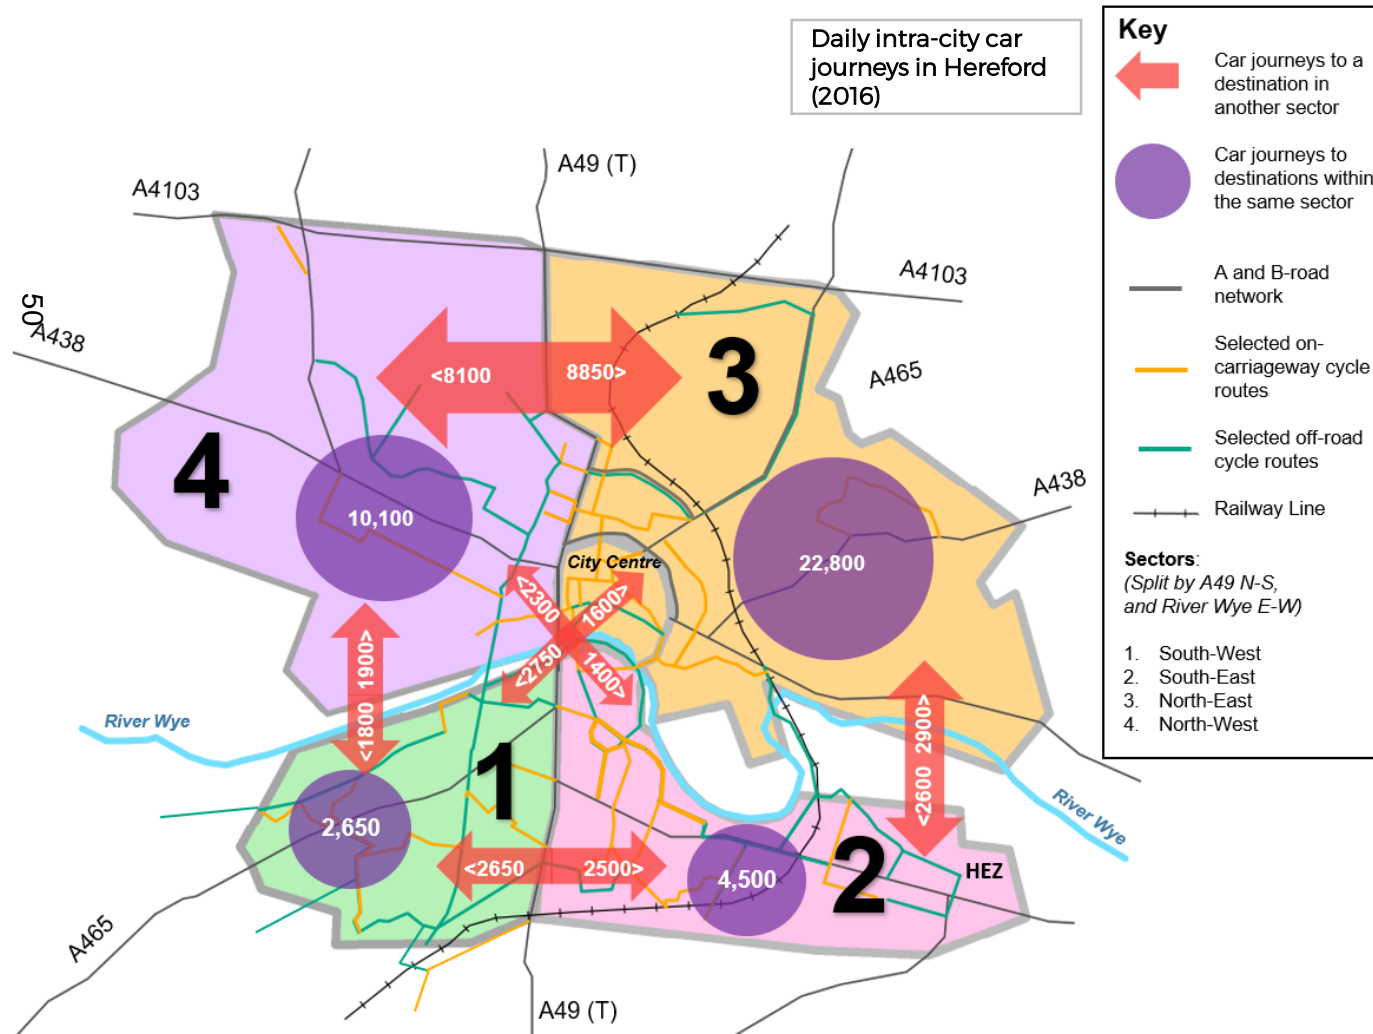 Daily intra-city car
journeys in Hereford
(2016)
Key
Car journeys to a
destination in
another sector
Car journeys to
destinations within
the same sector
A and B-road
network
Selected on-
carriageway cycle
routes
Selected off-road
cycle routes
Railway Line
Sectors:
(Split by A49 N-S,
and River Wye E-W)
1. South-West
2. South-East
3. North-East
4. North-West
A49 (T)
A4103
A4103
50
A438
A465
A438
<8100
8850>
3
4
10,100
22,800
City Centre
<2300
1600>
<2750
1400>
<1800 1900>
<2600 2900>
River Wye
River Wye
1
2,650
<2650
2500>
4,500
2
HEZ
A465
A49 (T)